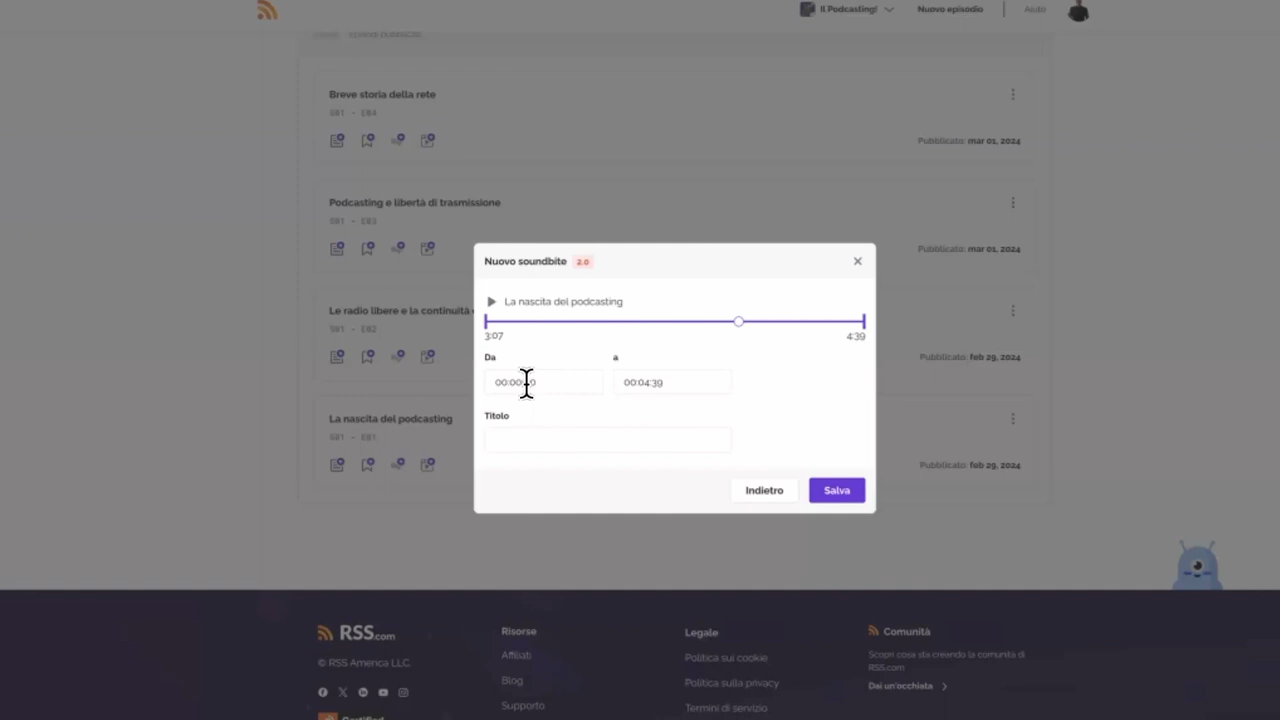 Il Podcasting!
Nuovo episodio
Aiuto
Breve storia della rete
S01 - E04
Pubblicato: mar 01, 2024
Podcasting e libertà di trasmissione
S01 - E03
Pubblicato: mar 01, 2024
Le radio libere e la continuità
S01 - E02
Pubblicato: feb 29, 2024
La nascita del podcasting
S01 - E01
Pubblicato: feb 29, 2024
Nuovo soundbite 2.0
La nascita del podcasting
3:07 4:39
Da a
00:04:39
Titolo
Indietro Salva
RSS.com
© RSS America LLC.
Risorse
Affiliati
Blog
Supporto
Legale
Politica sui cookie
Politica sulla privacy
Termini di servizio
Comunità
Scopri cosa sta creando la comunità di
RSS.com
Dai un'occhiata
Certified